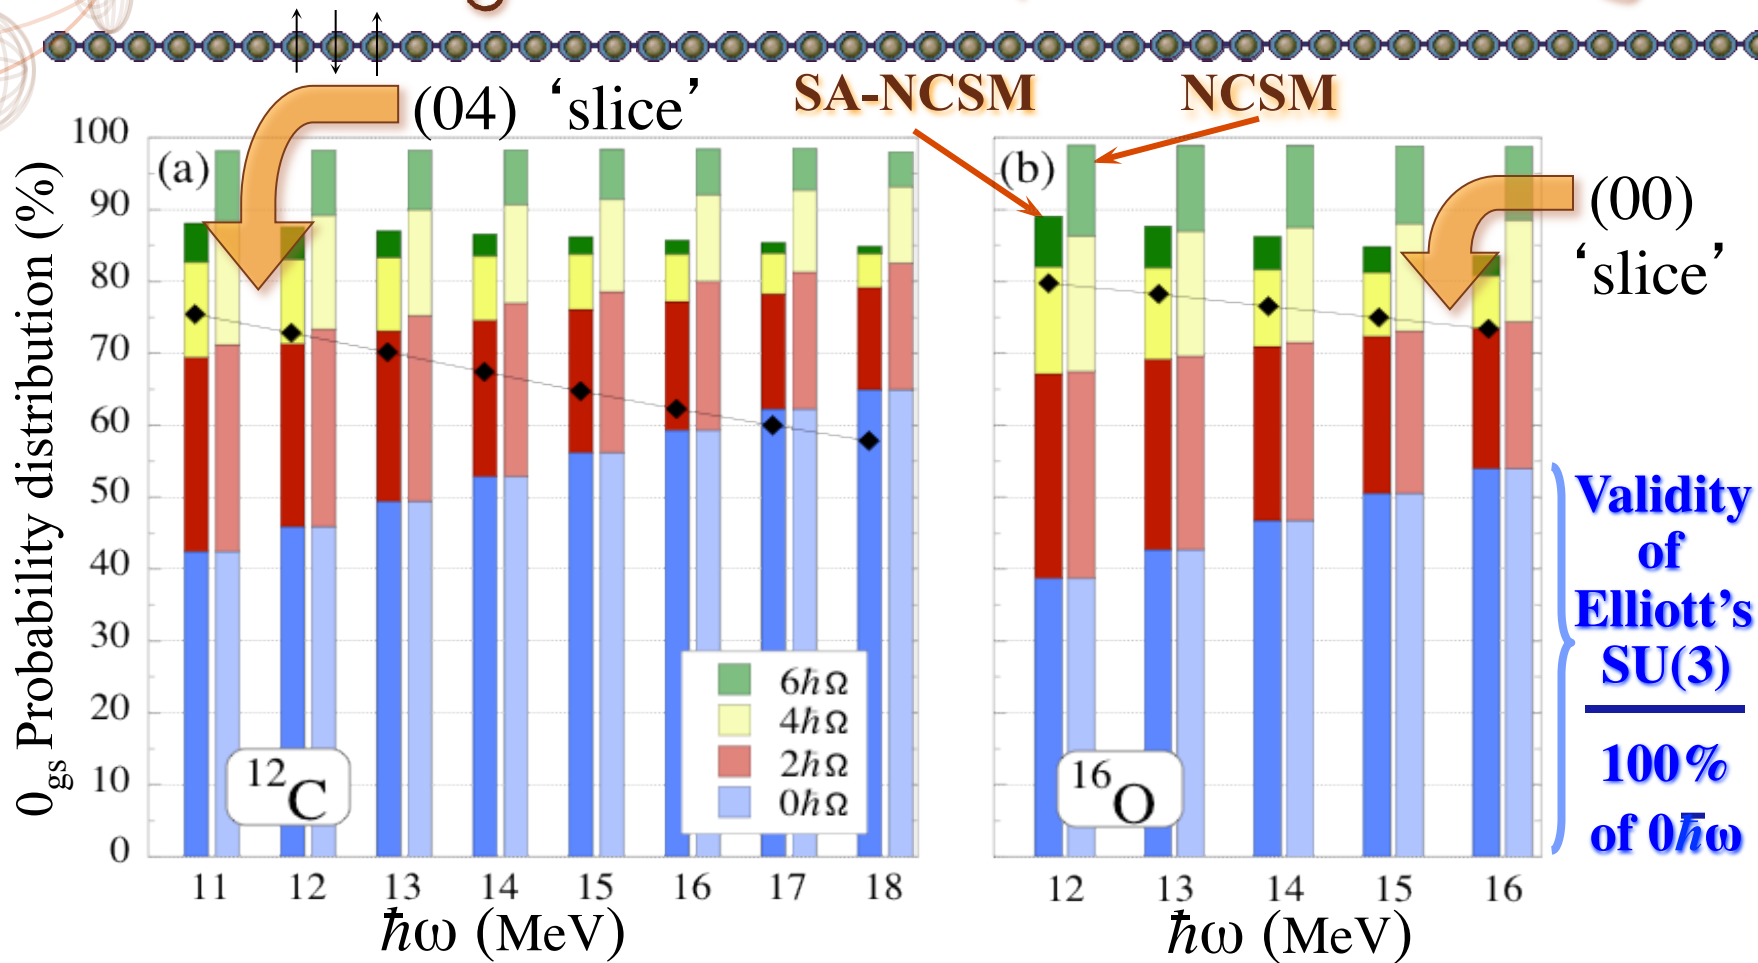 (04) ‘slice’
SA-NCSM
NCSM
(00)
‘slice’
0gs Probability distribution (%)
100
90
80
70
60
50
40
30
20
10
0
(a)
6ℏΩ
4ℏΩ
2ℏΩ
0ℏΩ
12C
11 12 13 14 15 16 17 18
ℏω (MeV)
(b)
16O
12 13 14 15 16
ℏω (MeV)
Validity
of
Elliott’s
SU(3)
100%
of 0ℏω